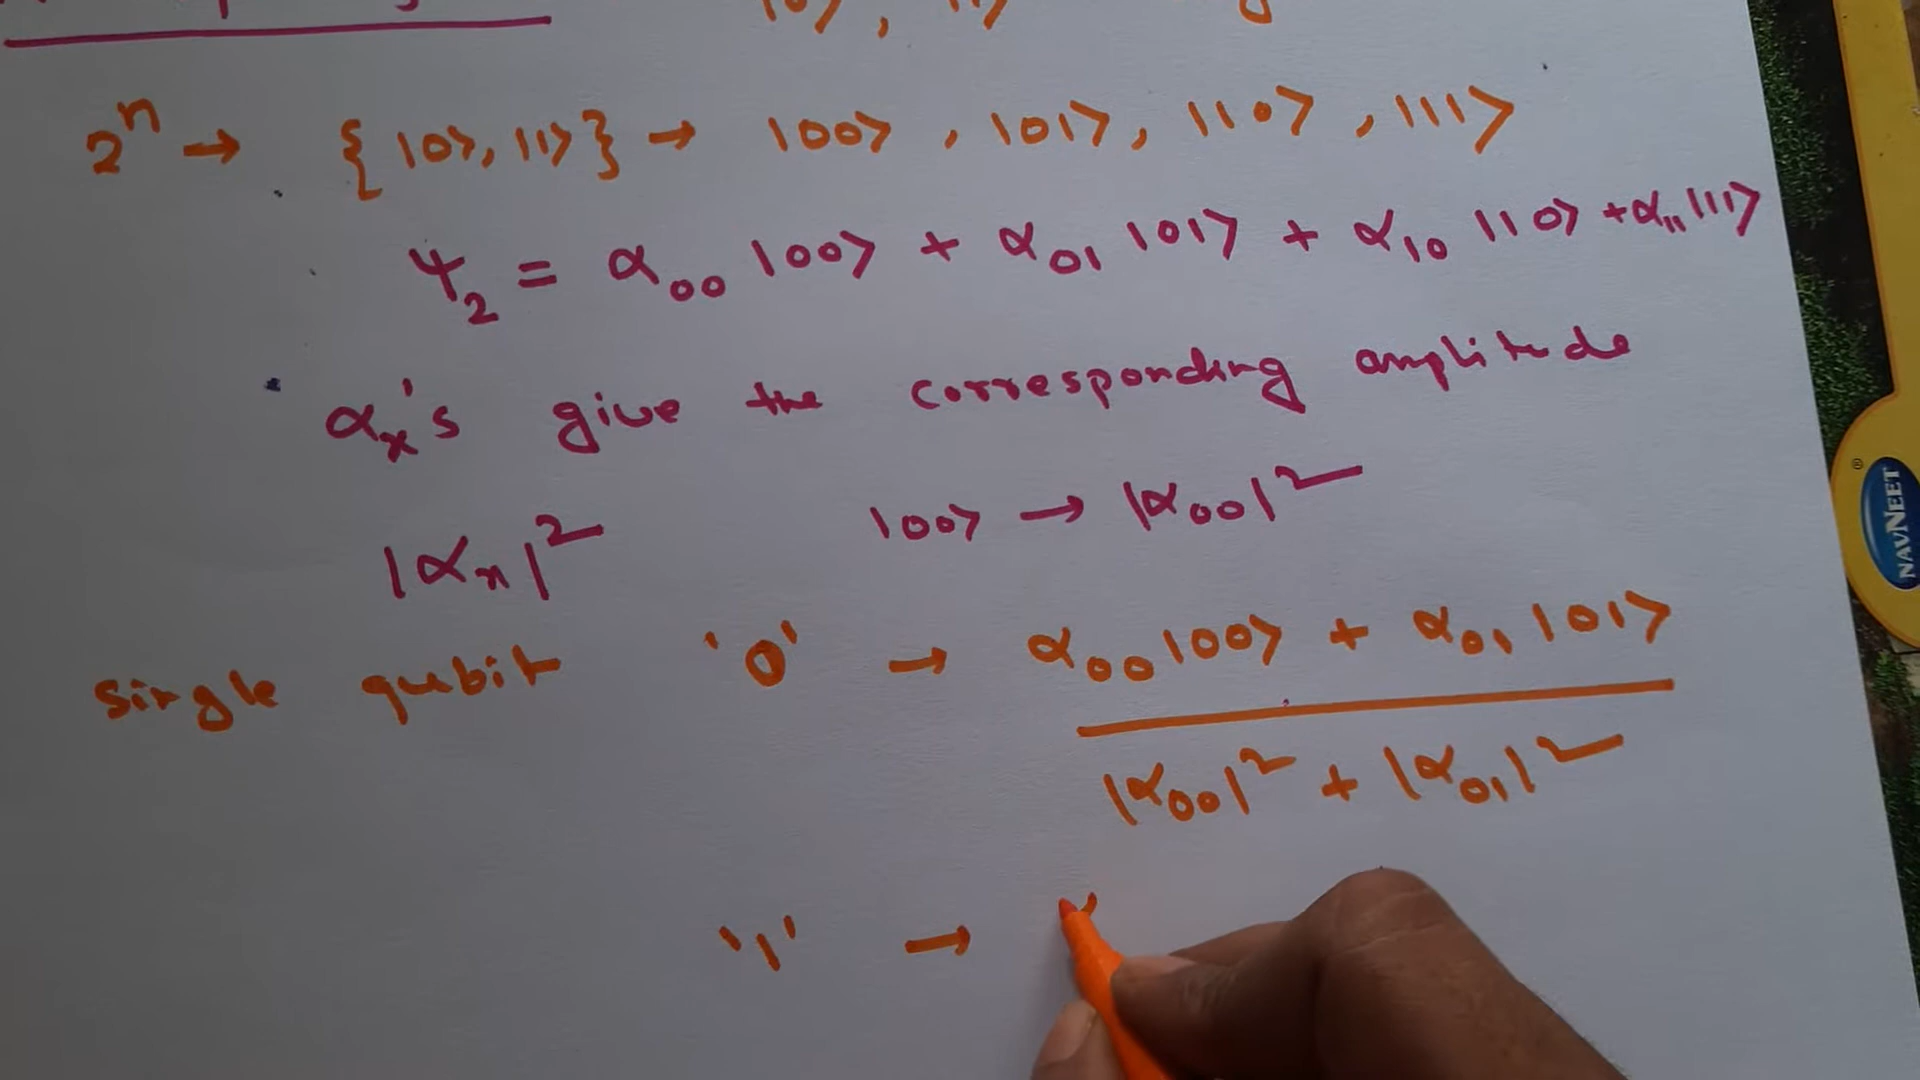 |0⟩, |1⟩
2ⁿ → {|0⟩, |1⟩} → |00⟩, |01⟩, |10⟩, |11⟩
ψ₂ = α₀₀ |00⟩ + α₀₁ |01⟩ + α₁₀ |10⟩ + α₁₁ |11⟩
αₓ's give the corresponding amplitude
|αₓ|² |00⟩ → |α₀₀|²
Single qubit '0' → α₀₀ |00⟩ + α₀₁ |01⟩
|α₀₀|² + |α₀₁|²
'1' →
NAVNEET